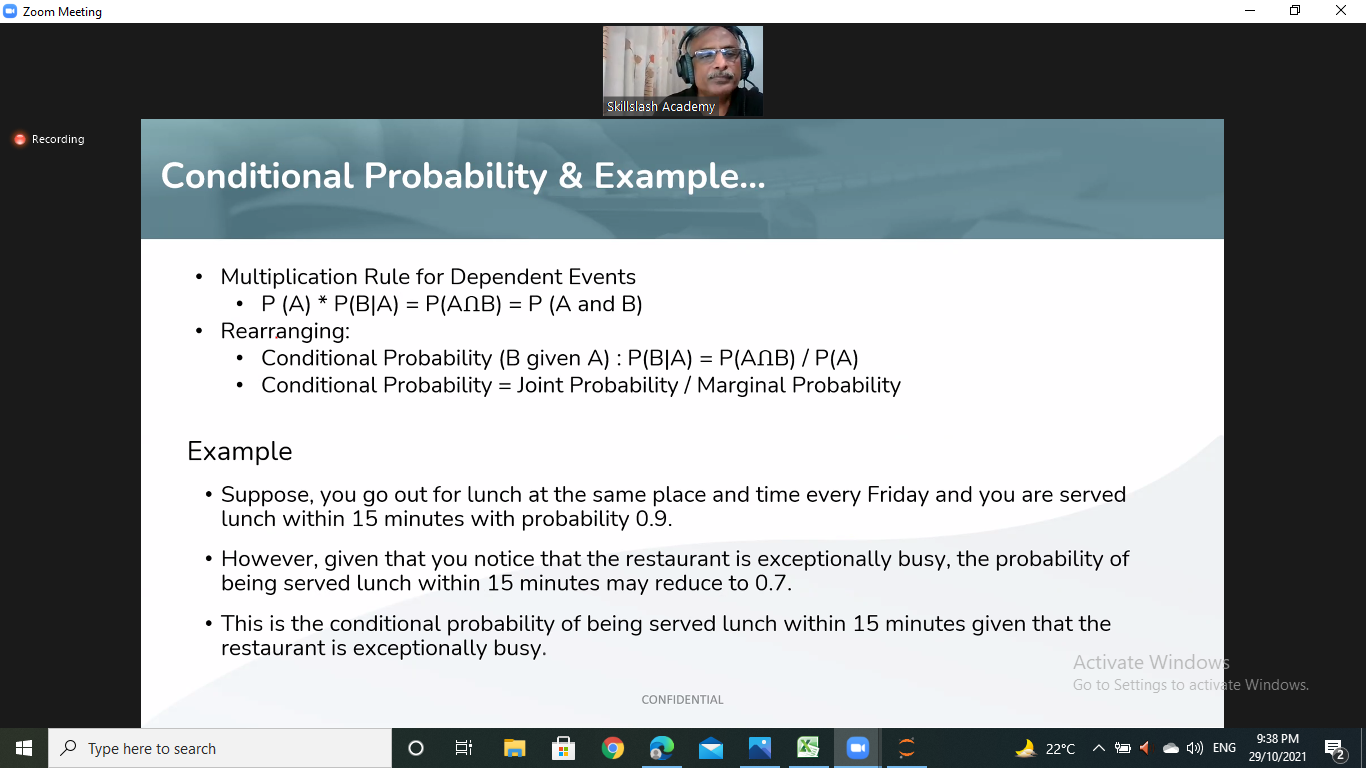 Zoom Meeting
Skillslash Academy
Recording
Conditional Probability & Example...
• Multiplication Rule for Dependent Events
• P (A) * P(B|A) = P(AՈB) = P (A and B)
• Rearranging:
• Conditional Probability (B given A) : P(B|A) = P(AՈB) / P(A)
• Conditional Probability = Joint Probability / Marginal Probability
Example
• Suppose, you go out for lunch at the same place and time every Friday and you are served
lunch within 15 minutes with probability 0.9.
• However, given that you notice that the restaurant is exceptionally busy, the probability of
being served lunch within 15 minutes may reduce to 0.7.
• This is the conditional probability of being served lunch within 15 minutes given that the
restaurant is exceptionally busy.
Activate Windows
Go to Settings to activate Windows.
CONFIDENTIAL
Type here to search
22°C
ENG
9:38 PM
29/10/2021
2